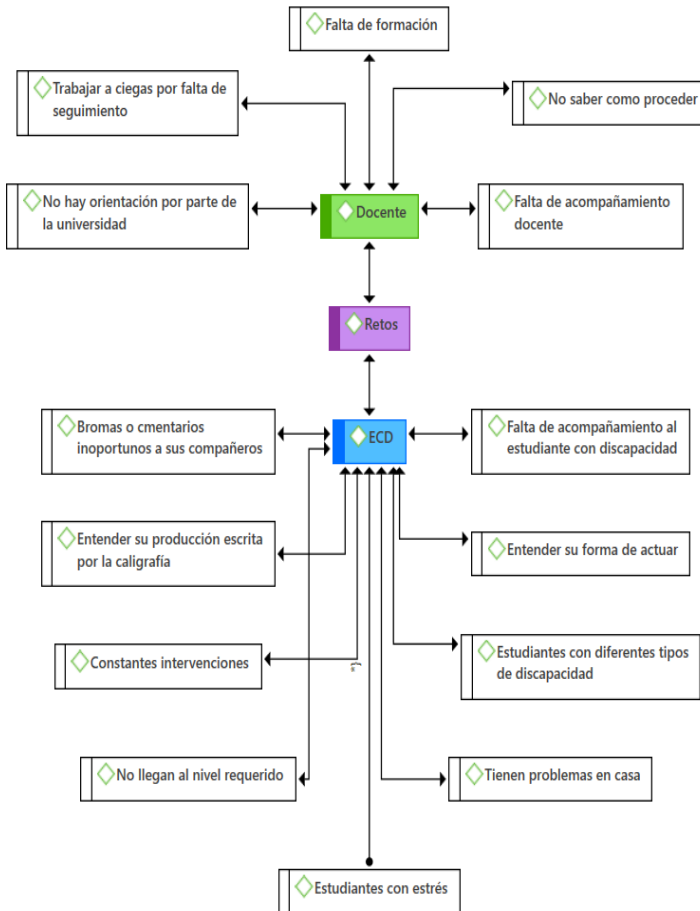 Falta de formación
Trabajar a ciegas por falta de
seguimiento
No saber como proceder
No hay orientación por parte de
la universidad
Docente
Falta de acompañamiento
docente
Retos
Bromas o cmentarios
inoportunos a sus compañeros
ECD
Falta de acompañamiento al
estudiante con discapacidad
Entender su producción escrita
por la caligrafía
Entender su forma de actuar
Constantes intervenciones
Estudiantes con diferentes tipos
de discapacidad
No llegan al nivel requerido
Tienen problemas en casa
Estudiantes con estrés